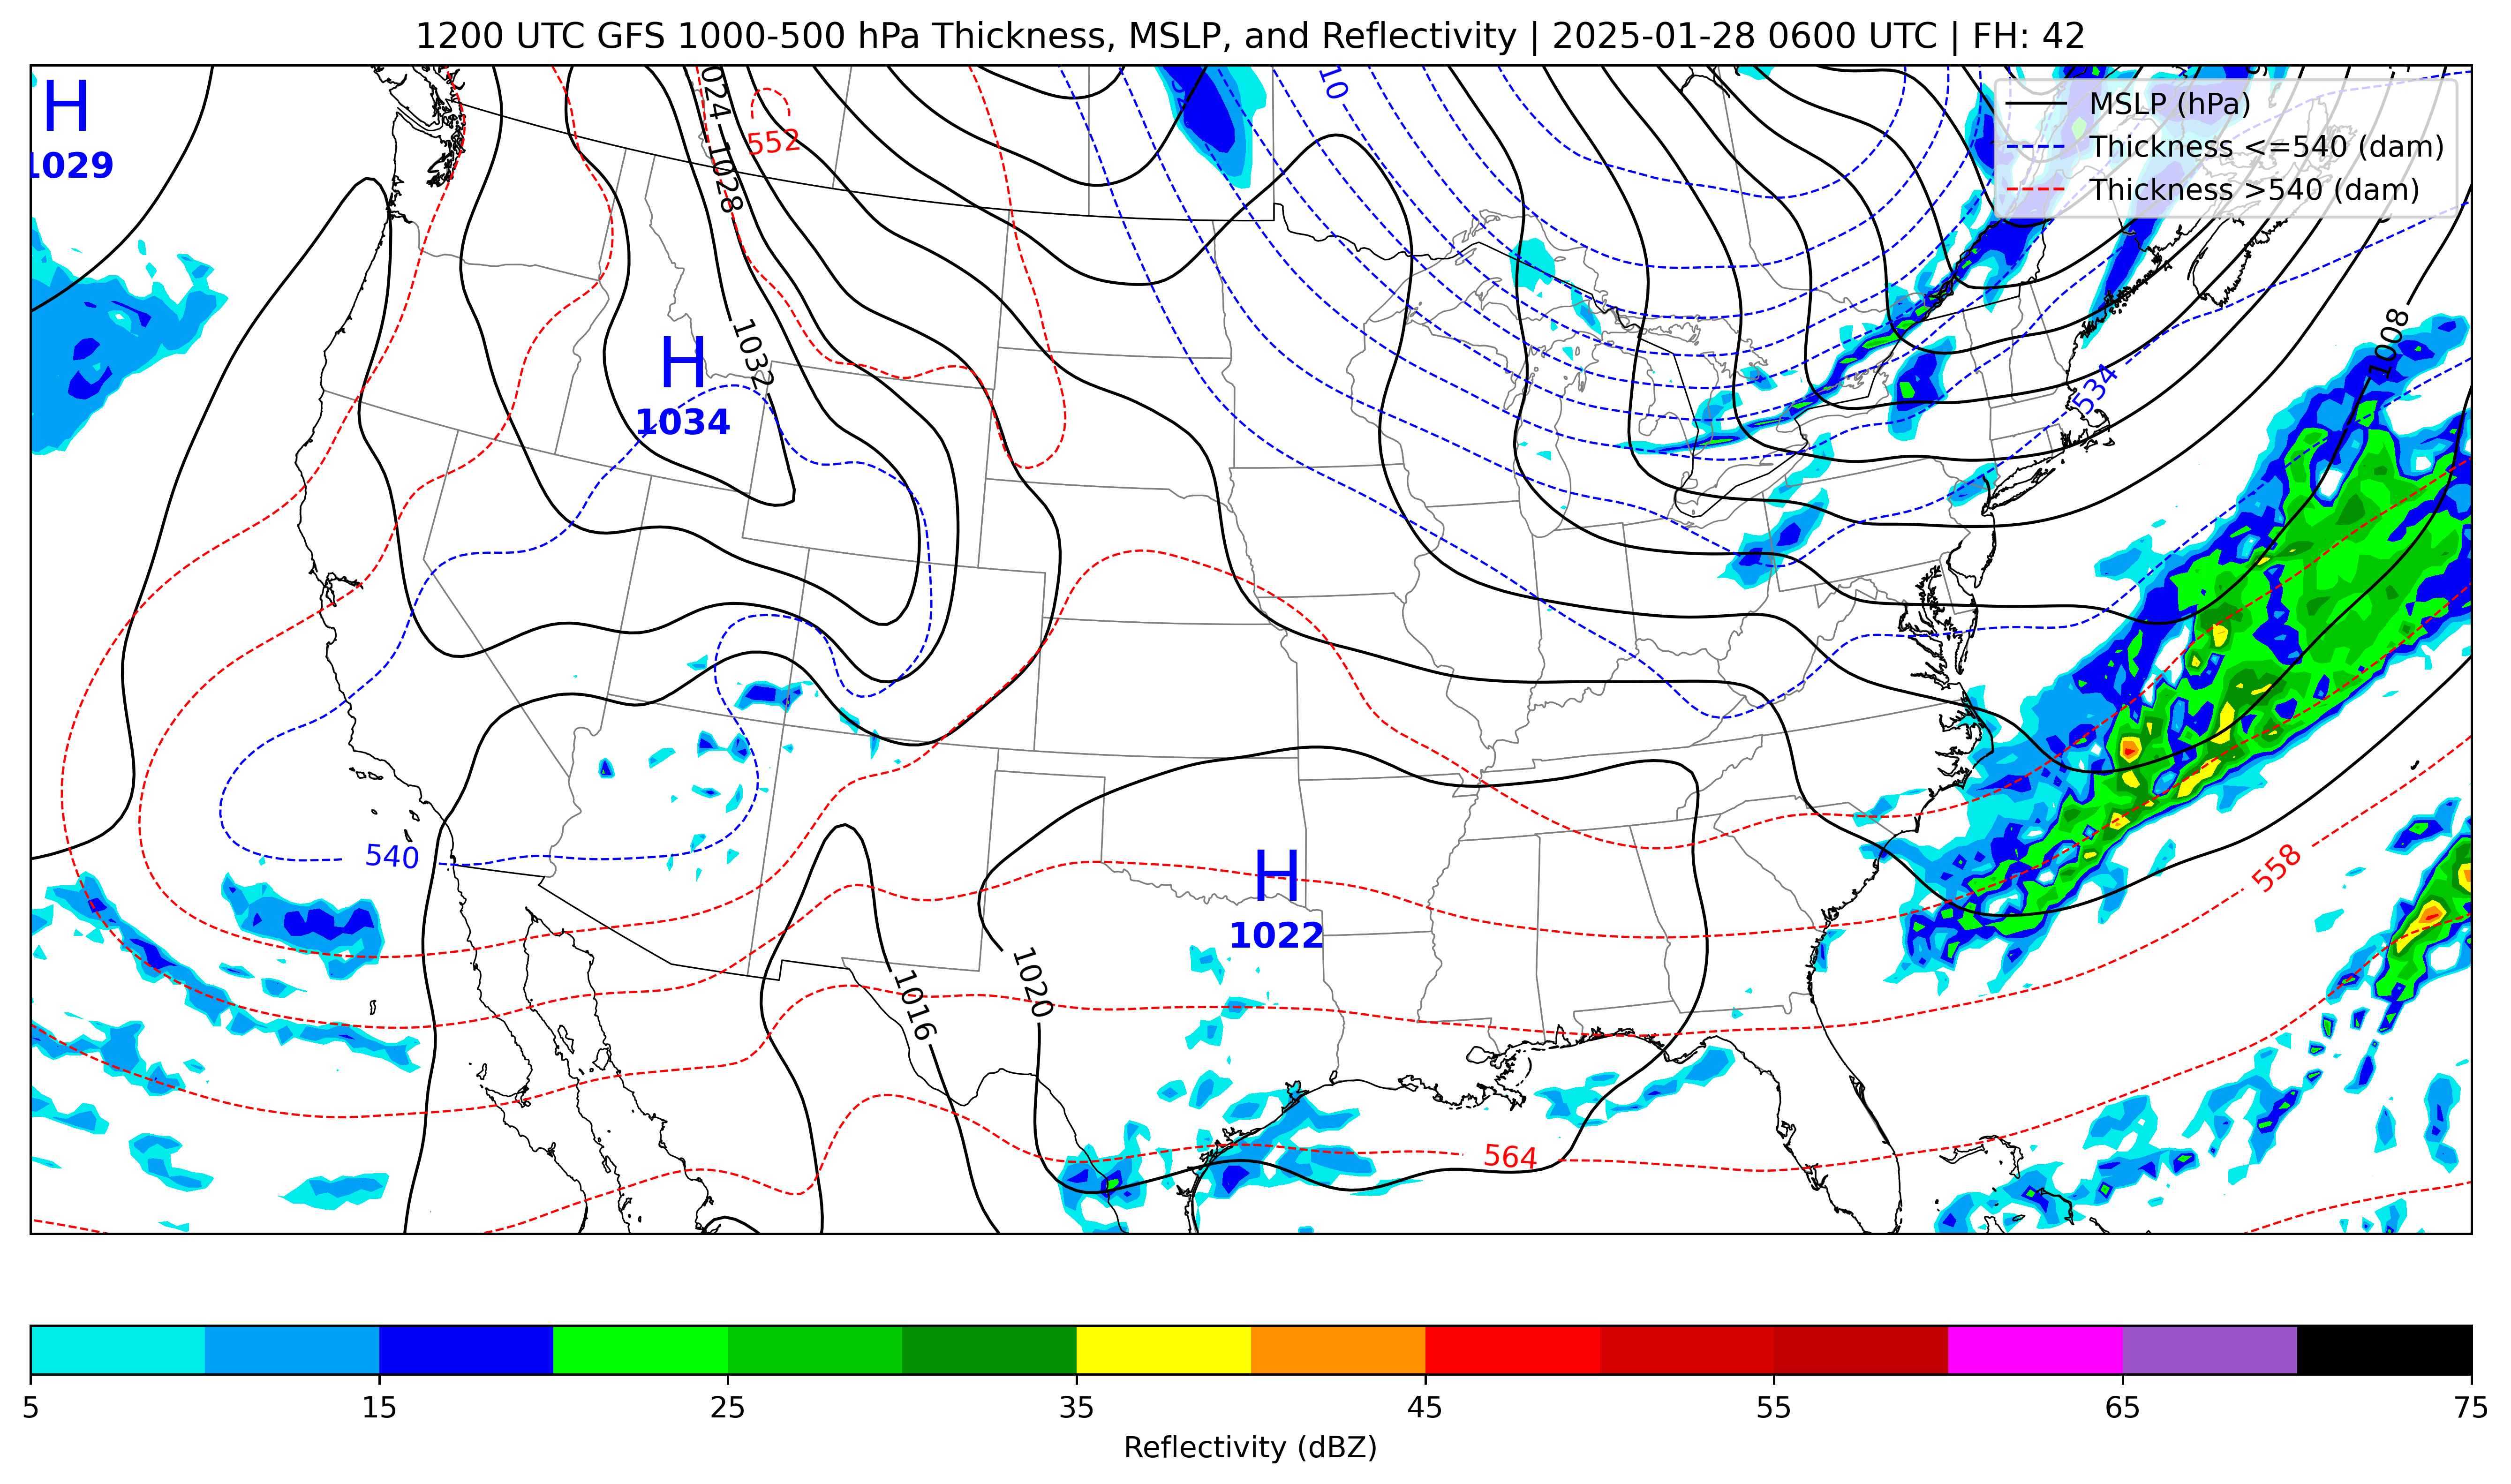 1200 UTC GFS 1000-500 hPa Thickness, MSLP, and Reflectivity | 2025-01-28 0600 UTC | FH: 42
H
1029
1024
1028
552
10
MSLP (hPa)
Thickness <=540 (dam)
Thickness >540 (dam)
1032
H
1034
1008
534
540
H
1022
558
1020
1016
564
5 15 25 35 45 55 65 75
Reflectivity (dBZ)